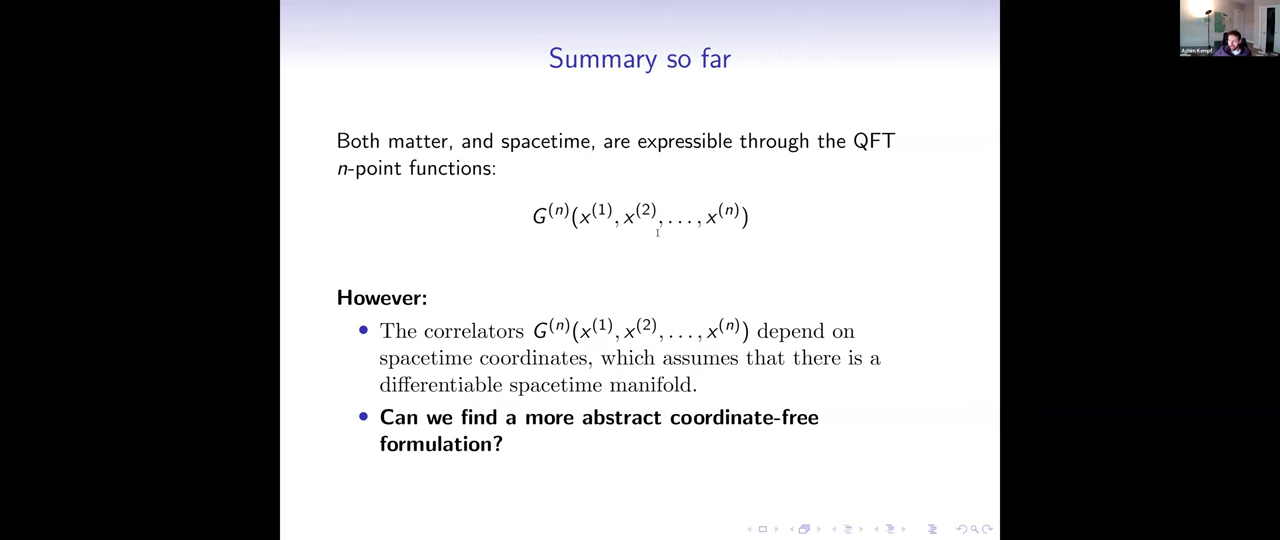 Summary so far
Achim Kempf
Both matter, and spacetime, are expressible through the QFT
n-point functions:
G⁽ⁿ⁾(x⁽¹⁾, x⁽²⁾, . . . , x⁽ⁿ⁾)
However:
• The correlators G⁽ⁿ⁾(x⁽¹⁾, x⁽²⁾, . . . , x⁽ⁿ⁾) depend on
spacetime coordinates, which assumes that there is a
differentiable spacetime manifold.
• Can we find a more abstract coordinate-free
formulation?